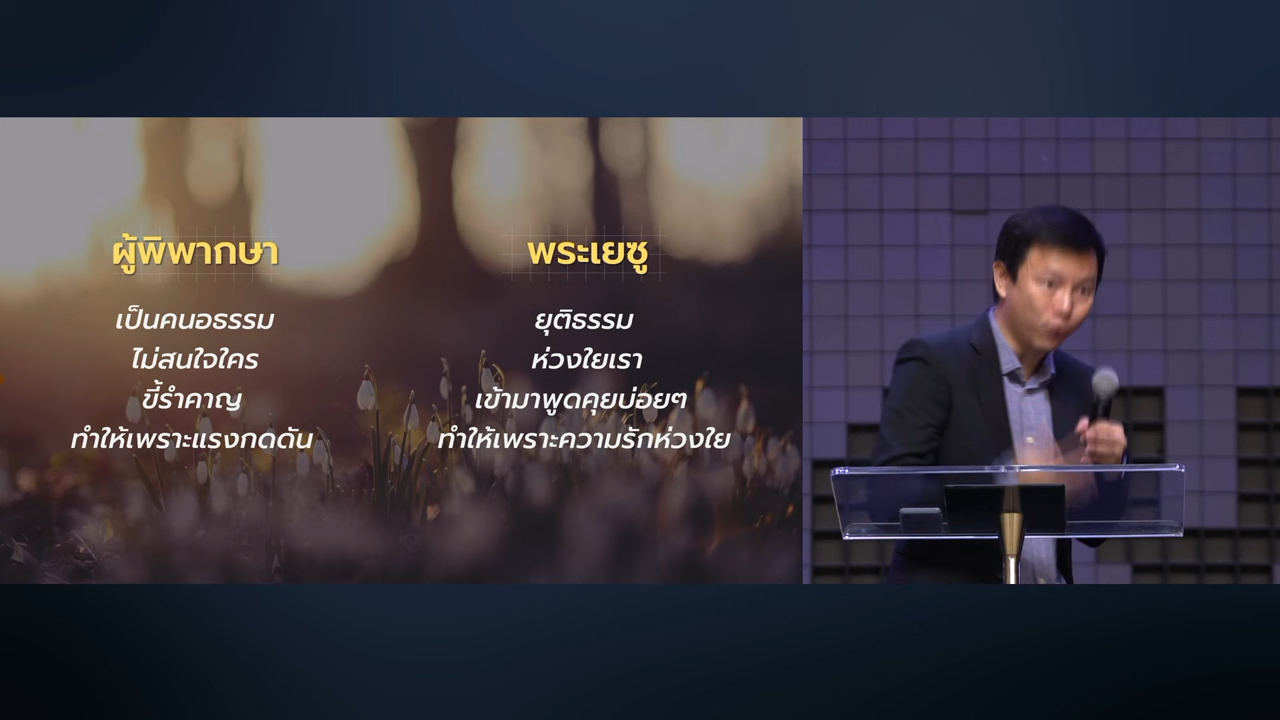 ผู้พิพากษา
เป็นคนอธรรม
ไม่สนใจใคร
ขี้รำคาญ
ทำให้เพราะแรงกดดัน
พระเยซู
ยุติธรรม
ห่วงใยเรา
เข้ามาพูดคุยบ่อยๆ
ทำให้เพราะความรักห่วงใย